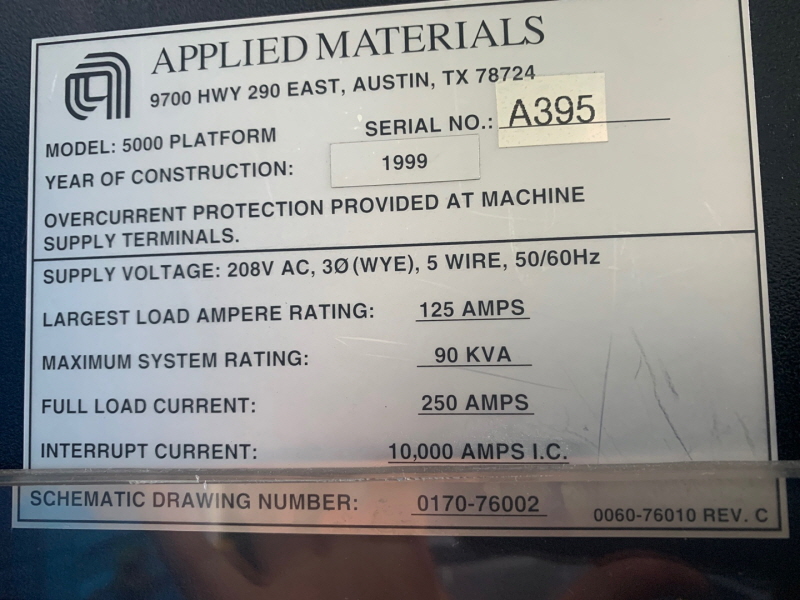 APPLIED MATERIALS
9700 HWY 290 EAST, AUSTIN, TX 78724
MODEL: 5000 PLATFORM SERIAL NO.: A395
YEAR OF CONSTRUCTION: 1999
OVERCURRENT PROTECTION PROVIDED AT MACHINE
SUPPLY TERMINALS.
SUPPLY VOLTAGE: 208V AC, 3Ø (WYE), 5 WIRE, 50/60Hz
LARGEST LOAD AMPERE RATING: 125 AMPS
MAXIMUM SYSTEM RATING: 90 KVA
FULL LOAD CURRENT: 250 AMPS
INTERRUPT CURRENT: 10,000 AMPS I.C.
SCHEMATIC DRAWING NUMBER: 0170-76002
0060-76010 REV. C